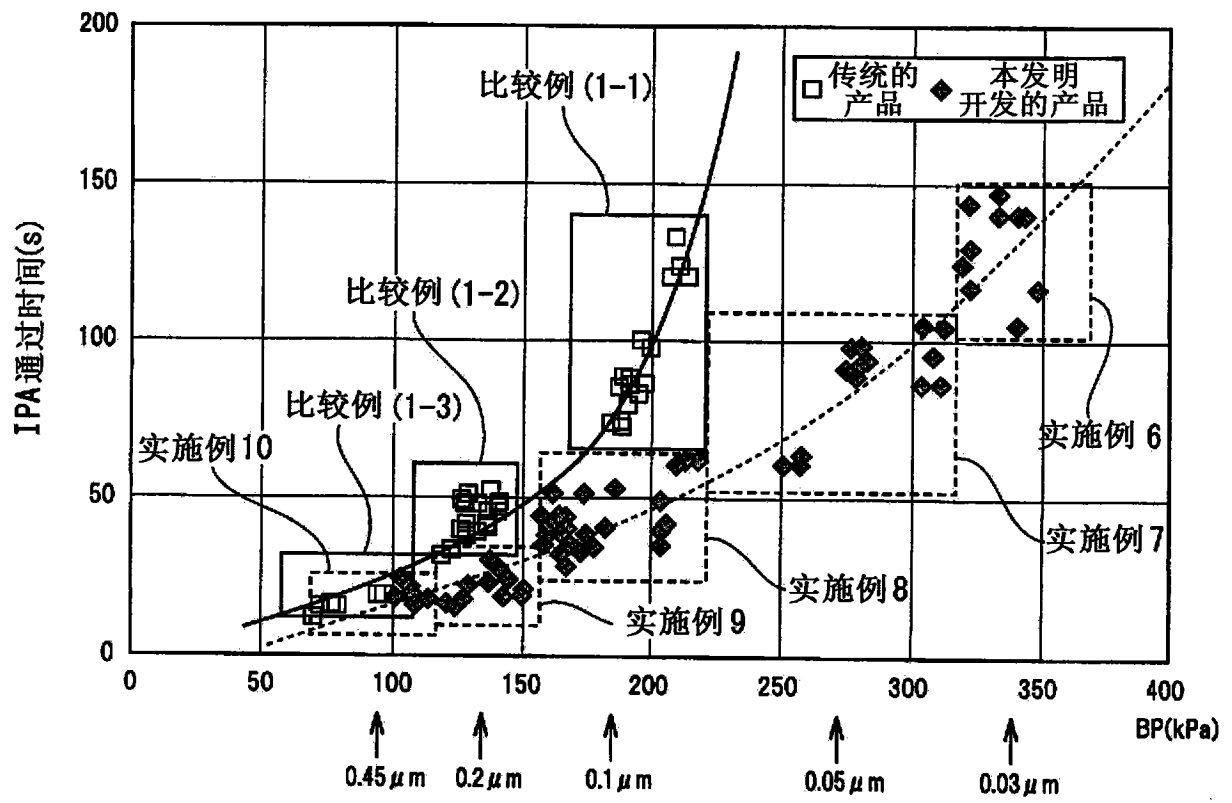 200
比较例(1-1)
传统的
产品
本发明
开发的产品
150
IPA通过时间(s)
比较例(1-2)
100
比较例(1-3)
实施例10
实施例 6
50
实施例7
实施例8
实施例9
0
0 50 100 150 200 250 300 350 400
BP(kPa)
0.45μm 0.2μm 0.1μm 0.05μm 0.03μm